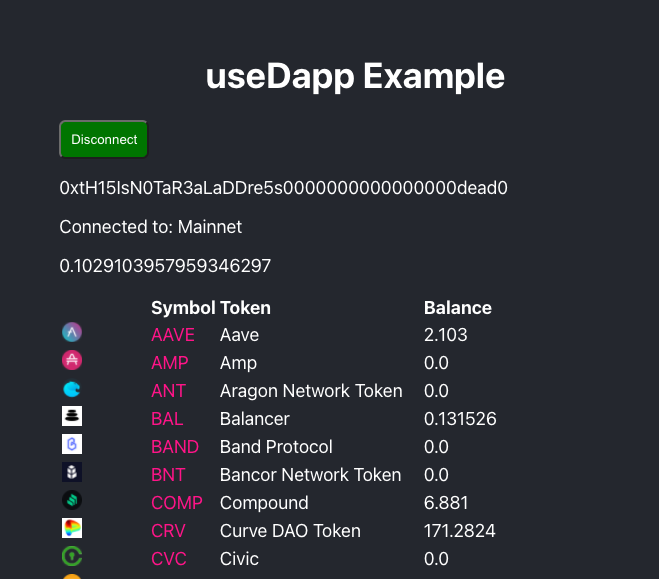 useDapp Example
Disconnect
0xtH15IsN0TaR3aLaDDre5s0000000000000000dead0
Connected to: Mainnet
0.1029103957959346297
Symbol Token Balance
AAVE Aave 2.103
AMP Amp 0.0
ANT Aragon Network Token 0.0
BAL Balancer 0.131526
BAND Band Protocol 0.0
BNT Bancor Network Token 0.0
COMP Compound 6.881
CRV Curve DAO Token 171.2824
CVC Civic 0.0